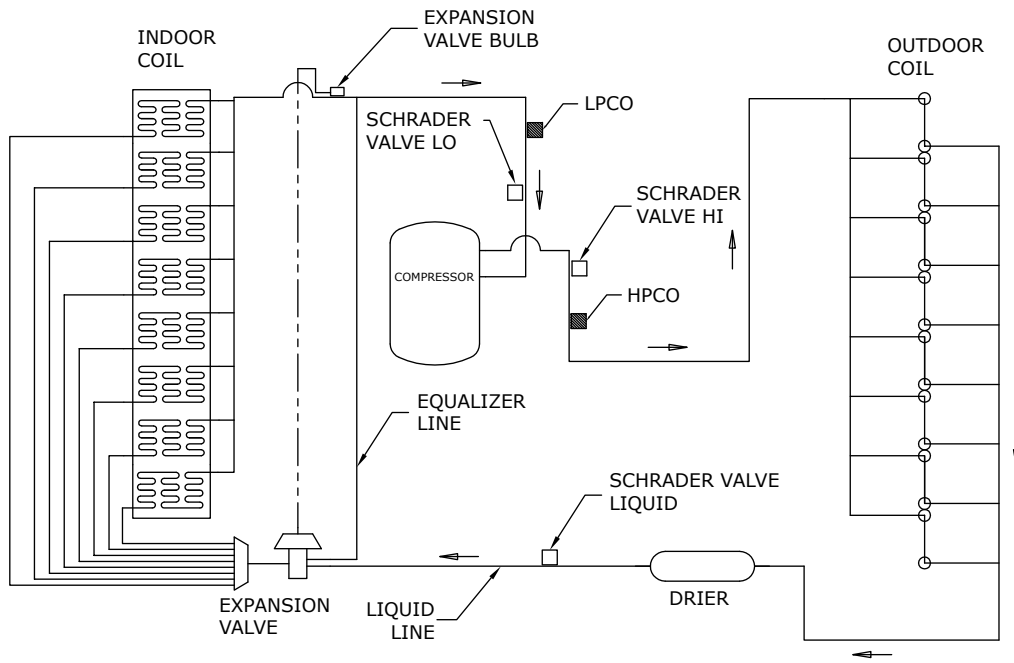 EXPANSION
VALVE BULB
INDOOR
COIL
OUTDOOR
COIL
LPCO
SCHRADER
VALVE LO
SCHRADER
VALVE HI
COMPRESSOR
HPCO
EQUALIZER
LINE
SCHRADER VALVE
LIQUID
EXPANSION
VALVE
LIQUID
LINE
DRIER